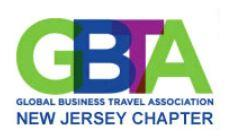 GBTA
GLOBAL BUSINESS TRAVEL ASSOCIATION
NEW JERSEY CHAPTER